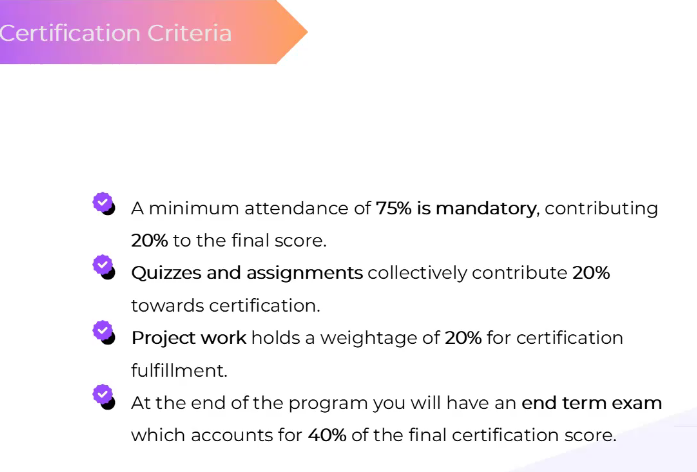 Certification Criteria
A minimum attendance of 75% is mandatory, contributing
20% to the final score.
Quizzes and assignments collectively contribute 20%
towards certification.
Project work holds a weightage of 20% for certification
fulfillment.
At the end of the program you will have an end term exam
which accounts for 40% of the final certification score.